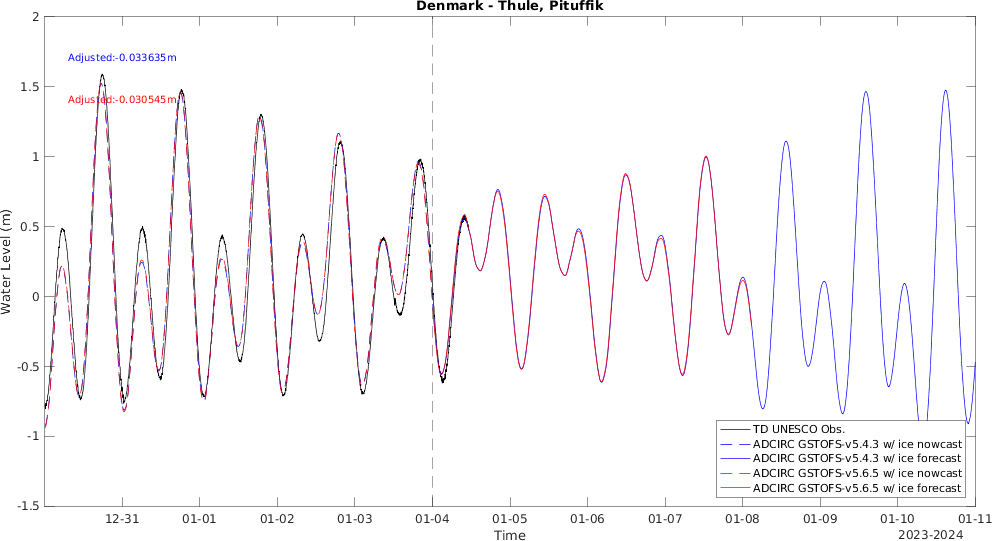 Denmark - Thule, Pituffik
2
Adjusted:-0.033635m
1.5
Adjusted:-0.030545m
1
0.5
Water Level (m)
0
-0.5
-1
-1.5
TD UNESCO Obs.
ADCIRC GSTOFS-v5.4.3 w/ ice nowcast
ADCIRC GSTOFS-v5.4.3 w/ ice forecast
ADCIRC GSTOFS-v5.6.5 w/ ice nowcast
ADCIRC GSTOFS-v5.6.5 w/ ice forecast
12-31 01-01 01-02 01-03 01-04 01-05 01-06 01-07 01-08 01-09 01-10 01-11
Time
2023-2024